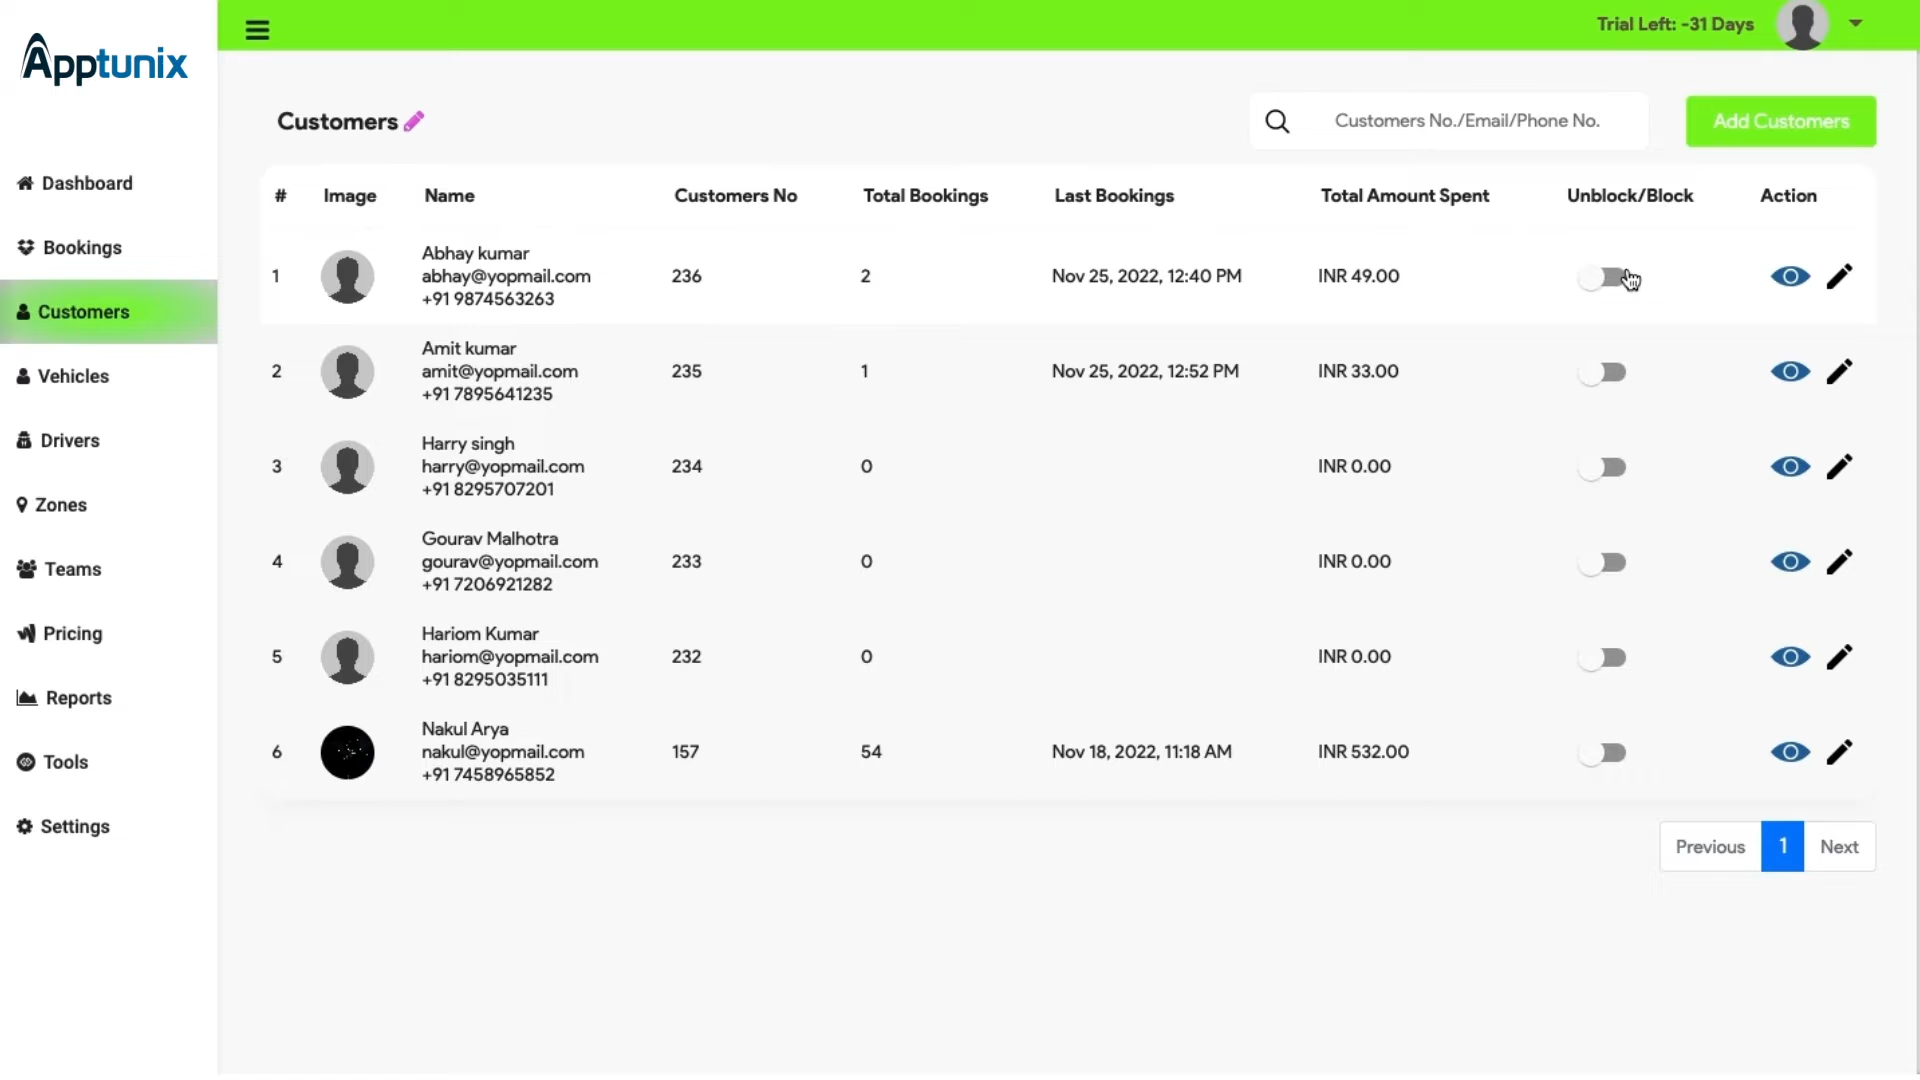 Apptunix
Trial Left: -31 Days
Dashboard
Bookings
Customers
Vehicles
Drivers
Zones
Teams
Pricing
Reports
Tools
Settings
Customers
Customers No./Email/Phone No.
Add Customers
# Image Name Customers No Total Bookings Last Bookings Total Amount Spent Unblock/Block Action
Abhay kumar
1 abhay@yopmail.com 236 2 Nov 25, 2022, 12:40 PM INR 49.00
+91 9874563263
Amit kumar
2 amit@yopmail.com 235 1 Nov 25, 2022, 12:52 PM INR 33.00
+91 7895641235
Harry singh
3 harry@yopmail.com 234 0 INR 0.00
+91 8295707201
Gourav Malhotra
4 gourav@yopmail.com 233 0 INR 0.00
+91 7206921282
Hariom Kumar
5 hariom@yopmail.com 232 0 INR 0.00
+91 8295035111
Nakul Arya
6 nakul@yopmail.com 157 54 Nov 18, 2022, 11:18 AM INR 532.00
+91 7458965852
Previous 1 Next